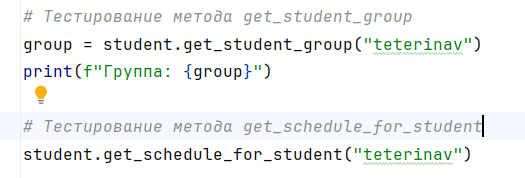 # Тестирование метода get_student_group
group = student.get_student_group("teterinav")
print(f"Группа: {group}")
# Тестирование метода get_schedule_for_student
student.get_schedule_for_student("teterinav")